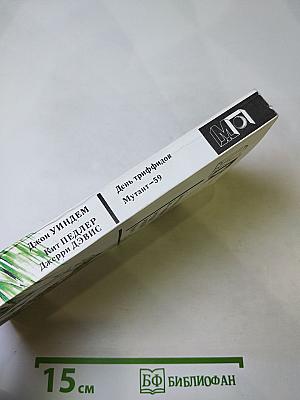 Джон УИНДЕМ
Кит ПЕДЛЕР
Джерри ДЭВИС
День триффидов
Мутант–59
15 см
БФ БИБЛИОФАН